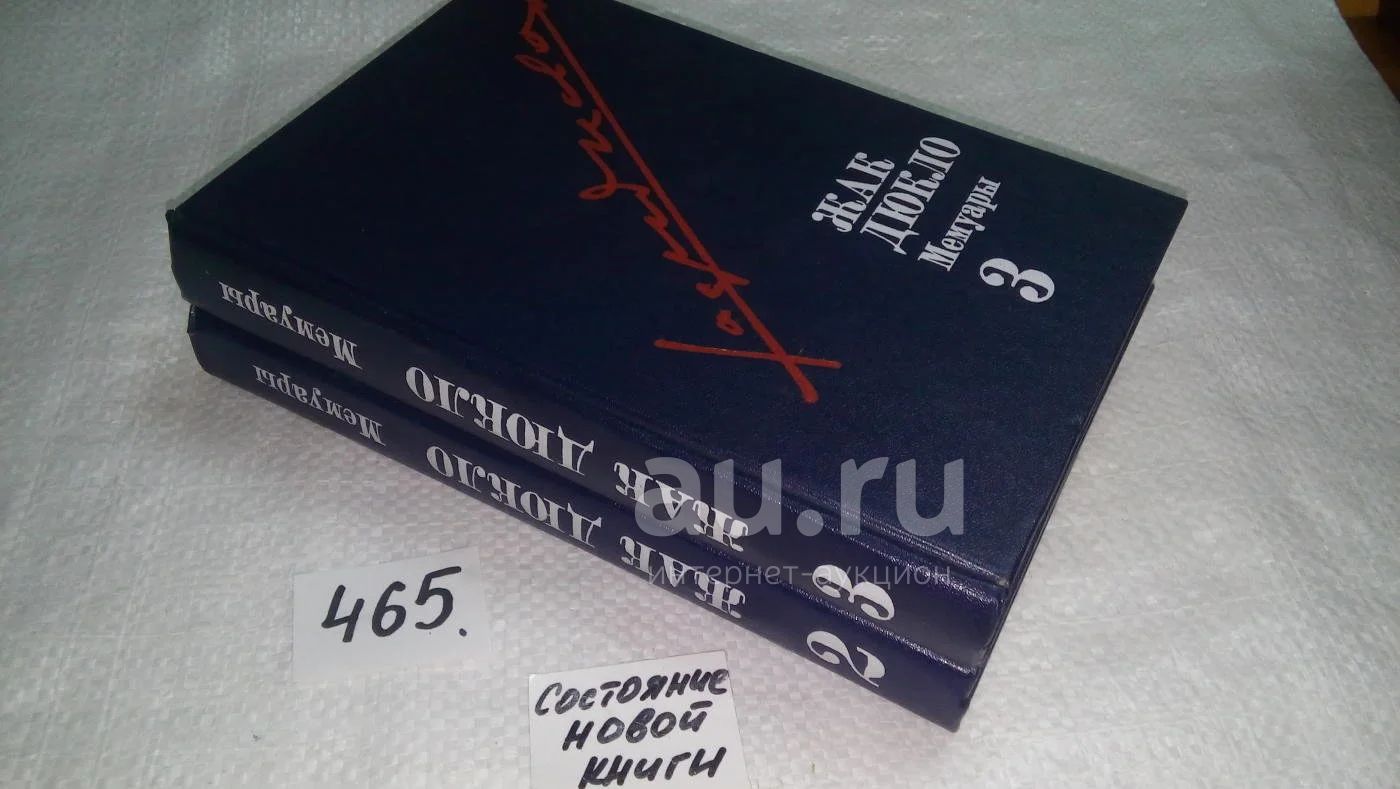 ЖАК
ДЮКЛО
Мемуары
3
Мемуары ЖАК ДЮКЛО 3
Мемуары ЖАК ДЮКЛО 2
au.ru
интернет-аукцион
465.
Состояние
новой
книги